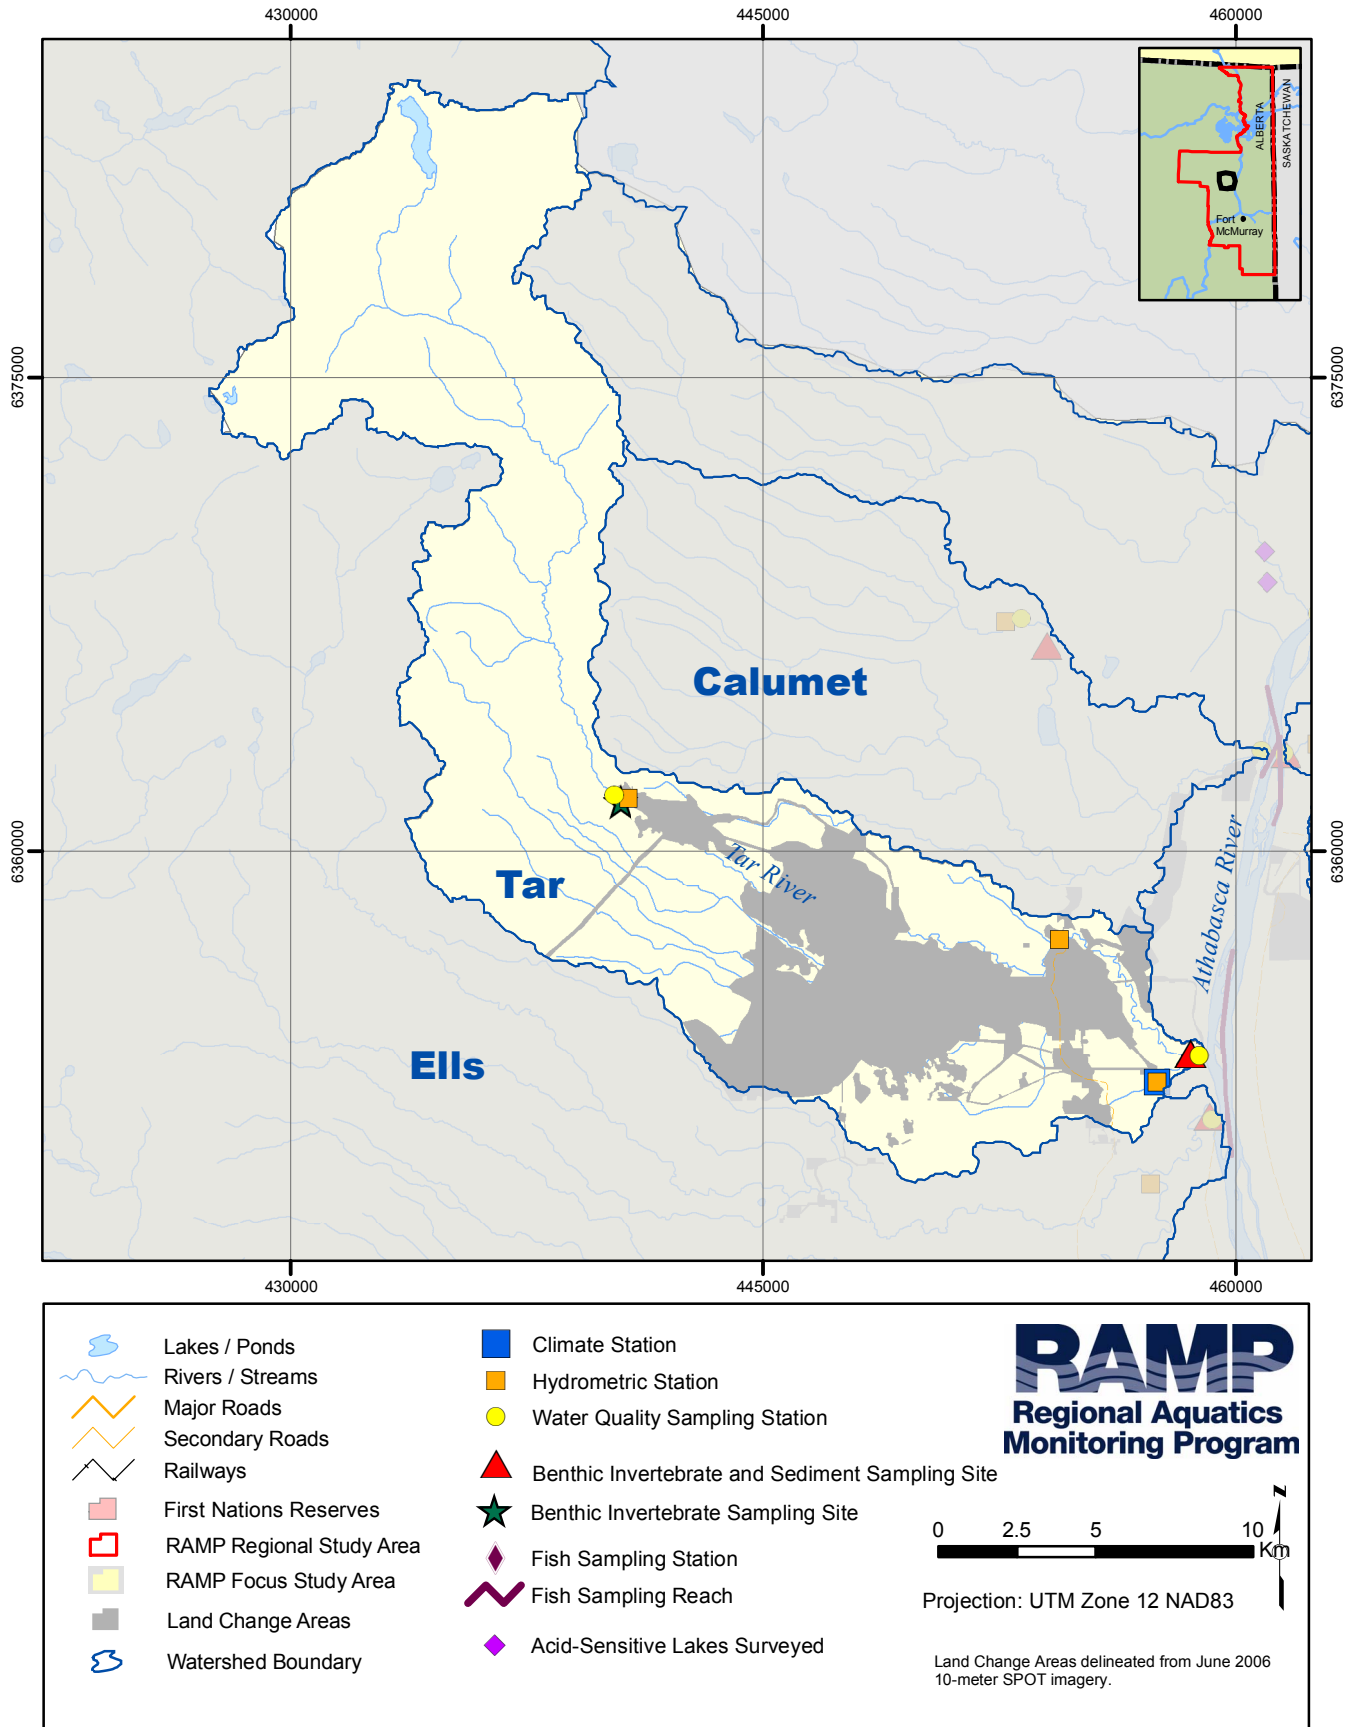 430000
445000
460000
ALBERTA
SASKATCHEWAN
Fort
McMurray
6375000
6375000
Calumet
6360000
6360000
Tar River
Tar
Athabasca River
Ells
430000
445000
460000
Lakes / Ponds
Rivers / Streams
Major Roads
Secondary Roads
Railways
First Nations Reserves
RAMP Regional Study Area
RAMP Focus Study Area
Land Change Areas
Watershed Boundary
Climate Station
Hydrometric Station
Water Quality Sampling Station
Benthic Invertebrate and Sediment Sampling Site
Benthic Invertebrate Sampling Site
Fish Sampling Station
Fish Sampling Reach
Acid-Sensitive Lakes Surveyed
RAMP
Regional Aquatics
Monitoring Program
N
0 2.5 5 10
Km
Projection: UTM Zone 12 NAD83
Land Change Areas delineated from June 2006
10-meter SPOT imagery.